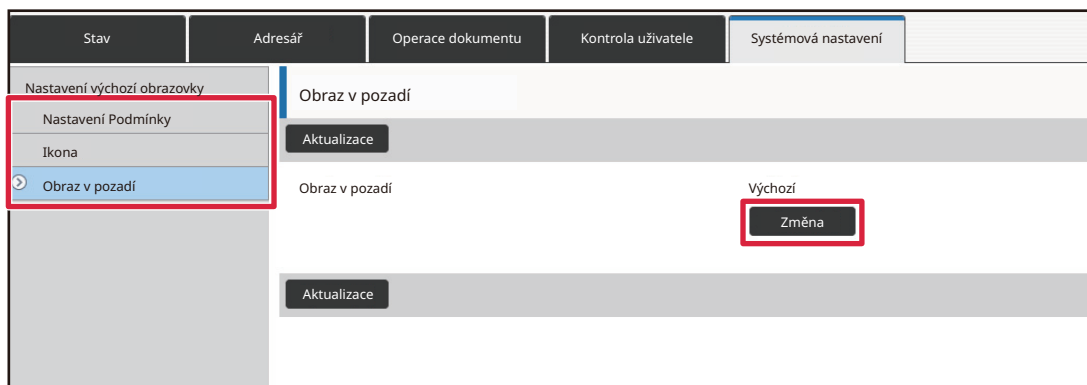 Stav
Adresář
Operace dokumentu
Kontrola uživatele
Systémová nastavení
Nastavení výchozí obrazovky
Nastavení Podmínky
Ikona
Obraz v pozadí
Obraz v pozadí
Aktualizace
Obraz v pozadí
Výchozí
Změna
Aktualizace